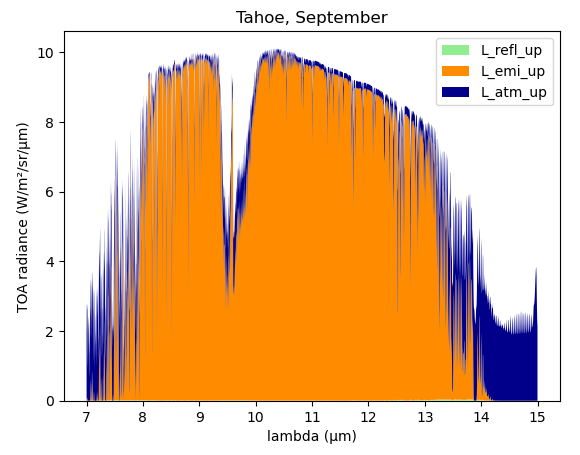 Tahoe, September
L_refl_up
L_emi_up
L_atm_up
TOA radiance (W/m²/sr/μm)
10
8
6
4
2
0
7 8 9 10 11 12 13 14 15
lambda (μm)